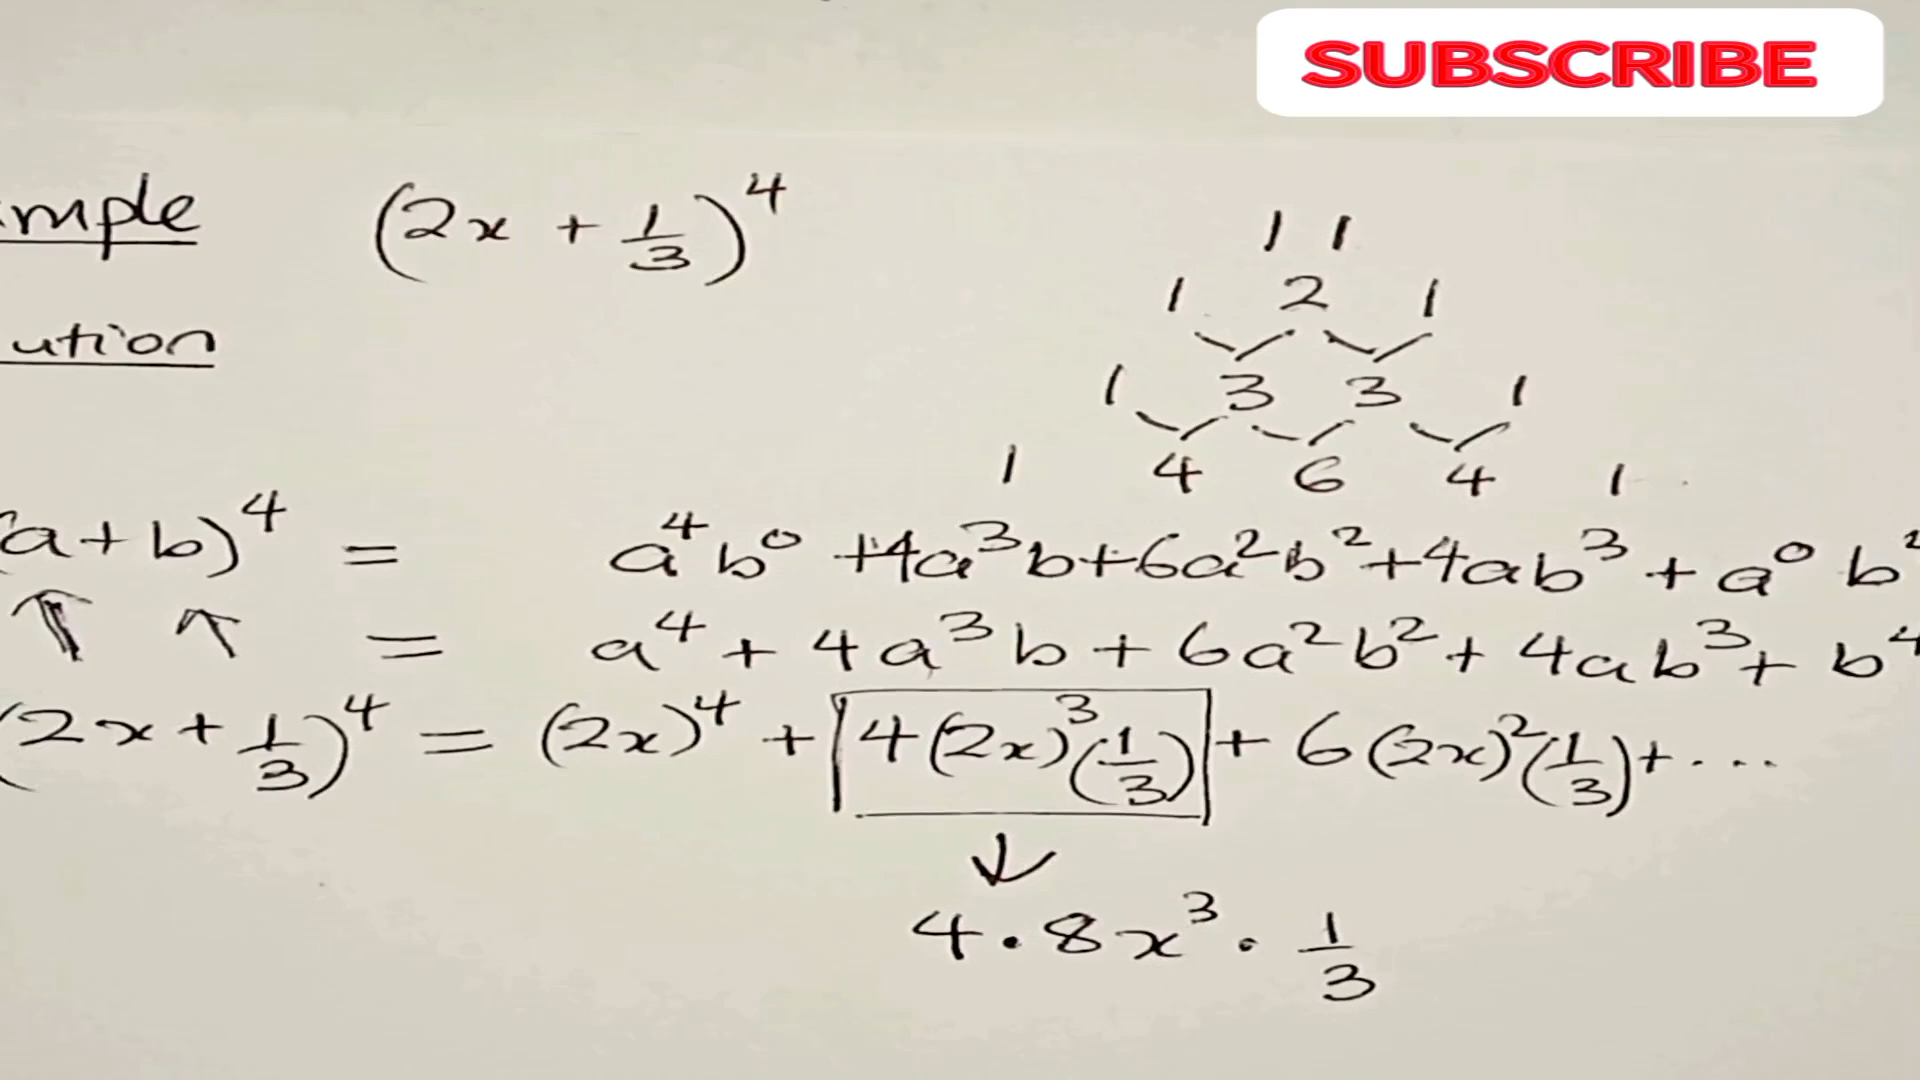 SUBSCRIBE
mple (2x + 1/3)^4
1 1
1 2 1
ution
1 3 3 1
1 4 6 4 1
(a+b)^4 = a^4 b^0 +4a^3b+6a^2b^2+4ab^3 + a^0 b
= a^4 + 4a^3b + 6a^2b^2 + 4ab^3 + b^4
(2x + 1/3)^4 = (2x)^4 + 4(2x)^3(1/3) + 6(2x)^2(1/3) + ...
4 · 8x^3 · 1/3